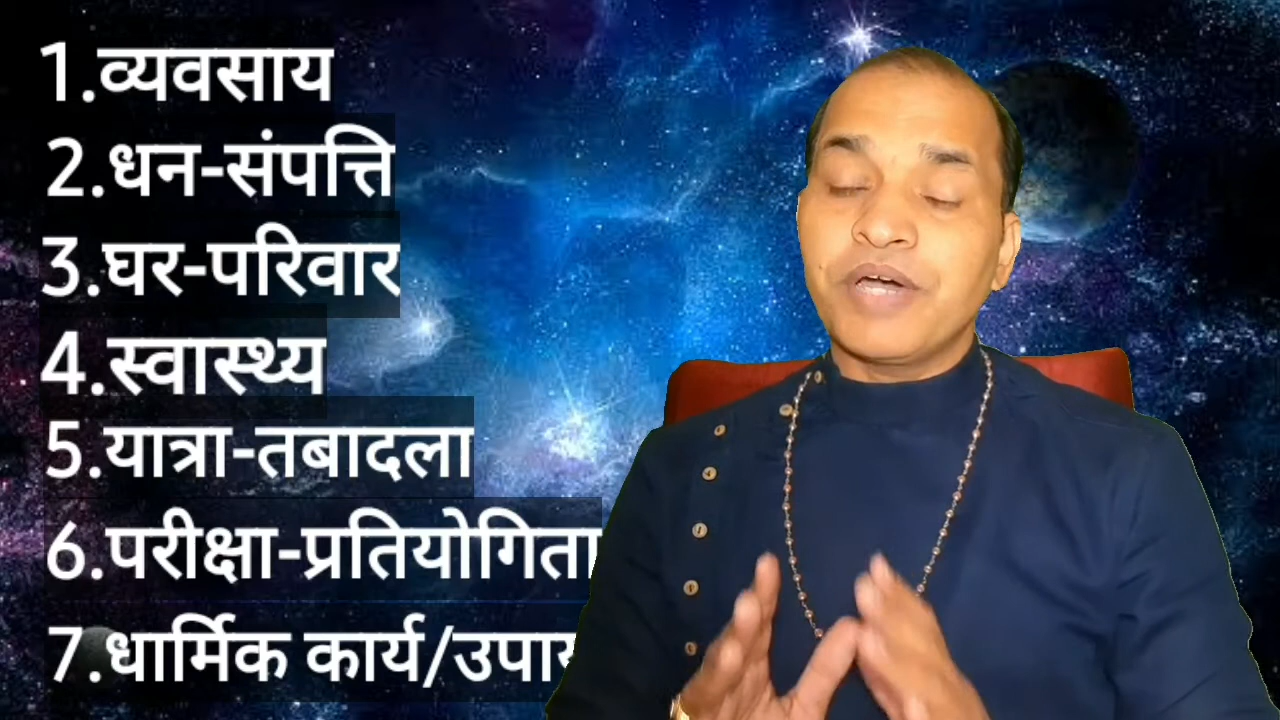 1.व्यवसाय
2.धन-संपत्ति
3.घर-परिवार
4.स्वास्थ्य
5.यात्रा-तबादला
6.परीक्षा-प्रतियोगिता
7.धार्मिक कार्य/